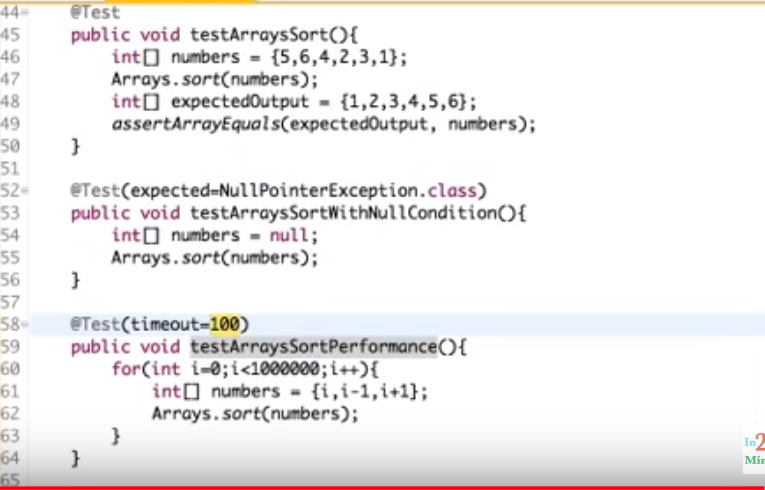 44 @Test
45 public void testArraysSort(){
46 int[] numbers = {5,6,4,2,3,1};
47 Arrays.sort(numbers);
48 int[] expectedOutput = {1,2,3,4,5,6};
49 assertArrayEquals(expectedOutput, numbers);
50 }
51
52 @Test(expected=NullPointerException.class)
53 public void testArraysSortWithNullCondition(){
54 int[] numbers = null;
55 Arrays.sort(numbers);
56 }
57
58 @Test(timeout=100)
59 public void testArraysSortPerformance(){
60 for(int i=0;i<1000000;i++){
61 int[] numbers = {i,i-1,i+1};
62 Arrays.sort(numbers);
63 }
64 }
65
In2